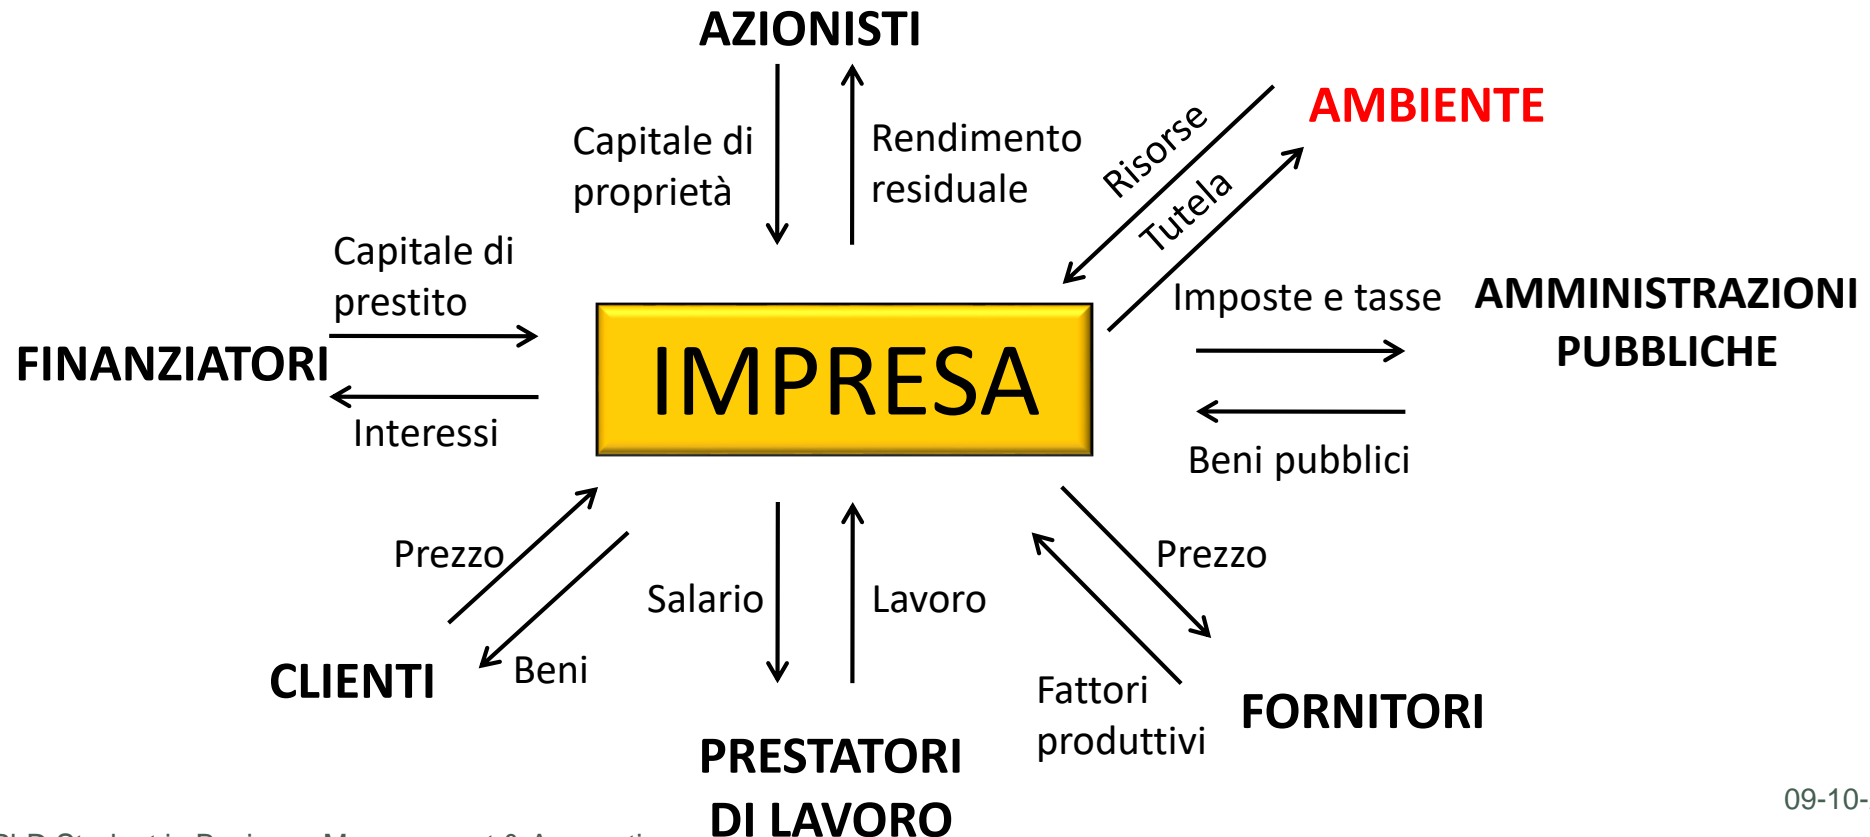 AZIONISTI
AMBIENTE
Capitale di
proprietà
Rendimento
residuale
Risorse
Tutela
Capitale di
prestito
Imposte e tasse
AMMINISTRAZIONI
PUBBLICHE
FINANZIATORI
IMPRESA
Interessi
Beni pubblici
Prezzo
Prezzo
Salario
Lavoro
CLIENTI
Beni
Fattori
produttivi
FORNITORI
PRESTATORI
DI LAVORO
09-10-